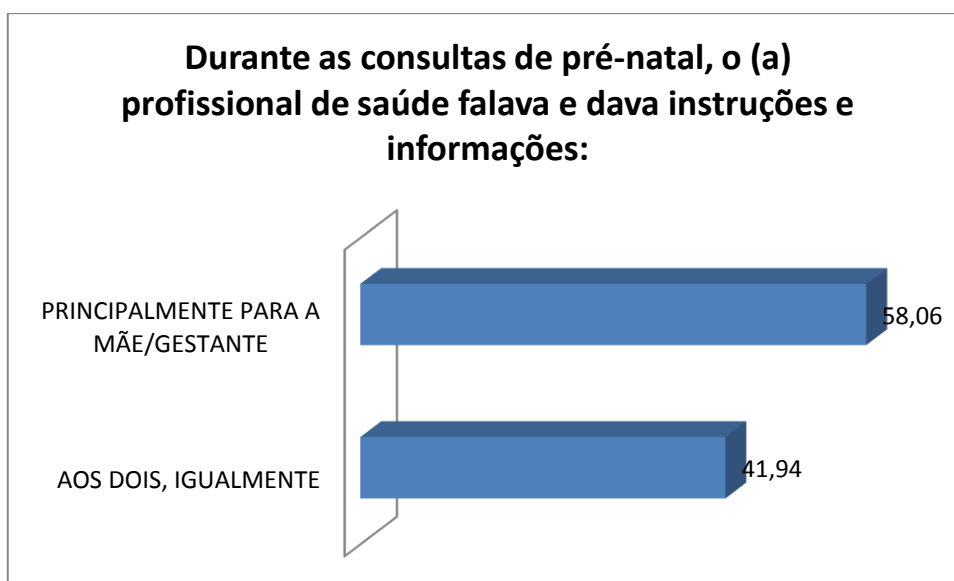 Durante as consultas de pré-natal, o (a)
profissional de saúde falava e dava instruções e
informações:
PRINCIPALMENTE PARA A
MÃE/GESTANTE
58,06
AOS DOIS, IGUALMENTE
41,94